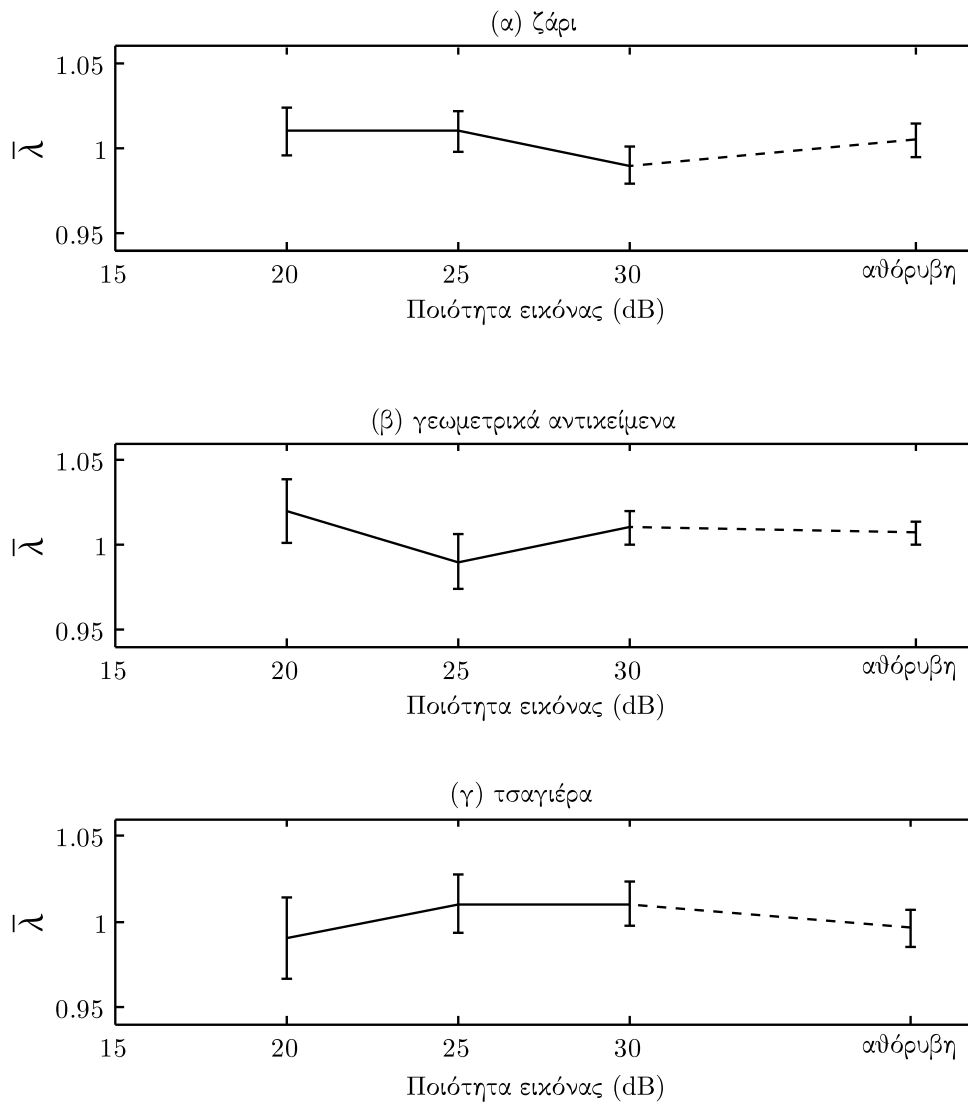 (α) ζάρι
1.05
1
0.95
λ̅
15 20 25 30 αθόρυβη
Ποιότητα εικόνας (dB)
(β) γεωμετρικά αντικείμενα
1.05
1
0.95
λ̅
15 20 25 30 αθόρυβη
Ποιότητα εικόνας (dB)
(γ) τσαγιέρα
1.05
1
0.95
λ̅
15 20 25 30 αθόρυβη
Ποιότητα εικόνας (dB)